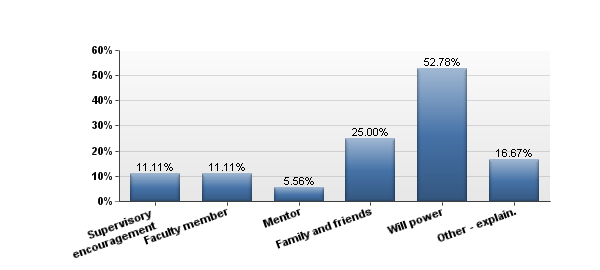 60%
50%
40%
30%
20%
10%
0%
11.11%
11.11%
5.56%
25.00%
52.78%
16.67%
Supervisory
encouragement
Faculty member
Mentor
Family and friends
Will power
Other - explain.